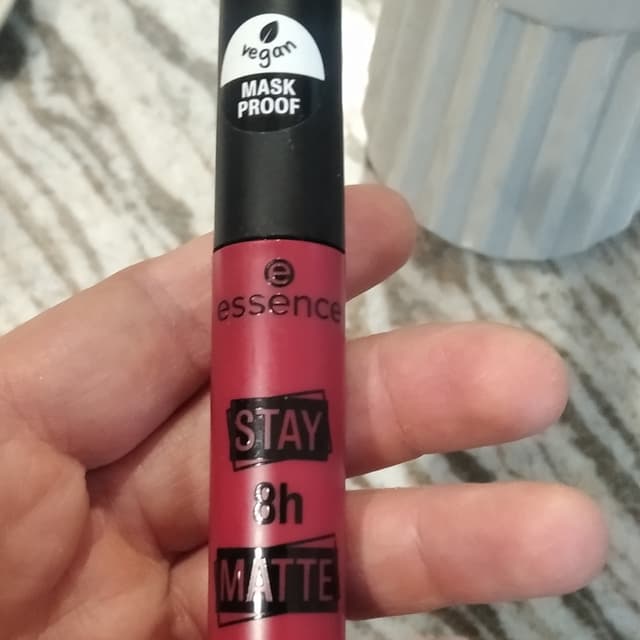 vegan
MASK
PROOF
e
essence
STAY
8h
MATTE